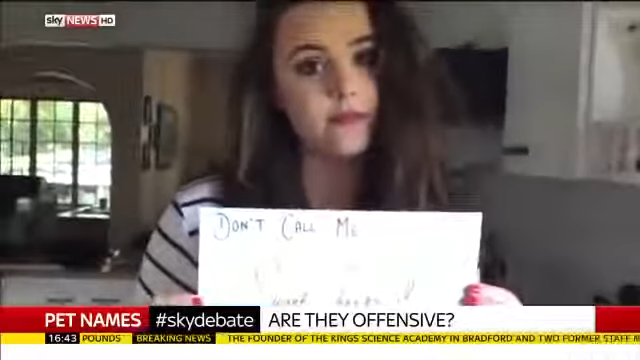 sky NEWS HD
DON'T CALL ME
PET NAMES #skydebate ARE THEY OFFENSIVE?
16:43 POUNDS BREAKING NEWS THE FOUNDER OF THE KINGS SCIENCE ACADEMY IN BRADFORD AND TWO FORMER STAFF